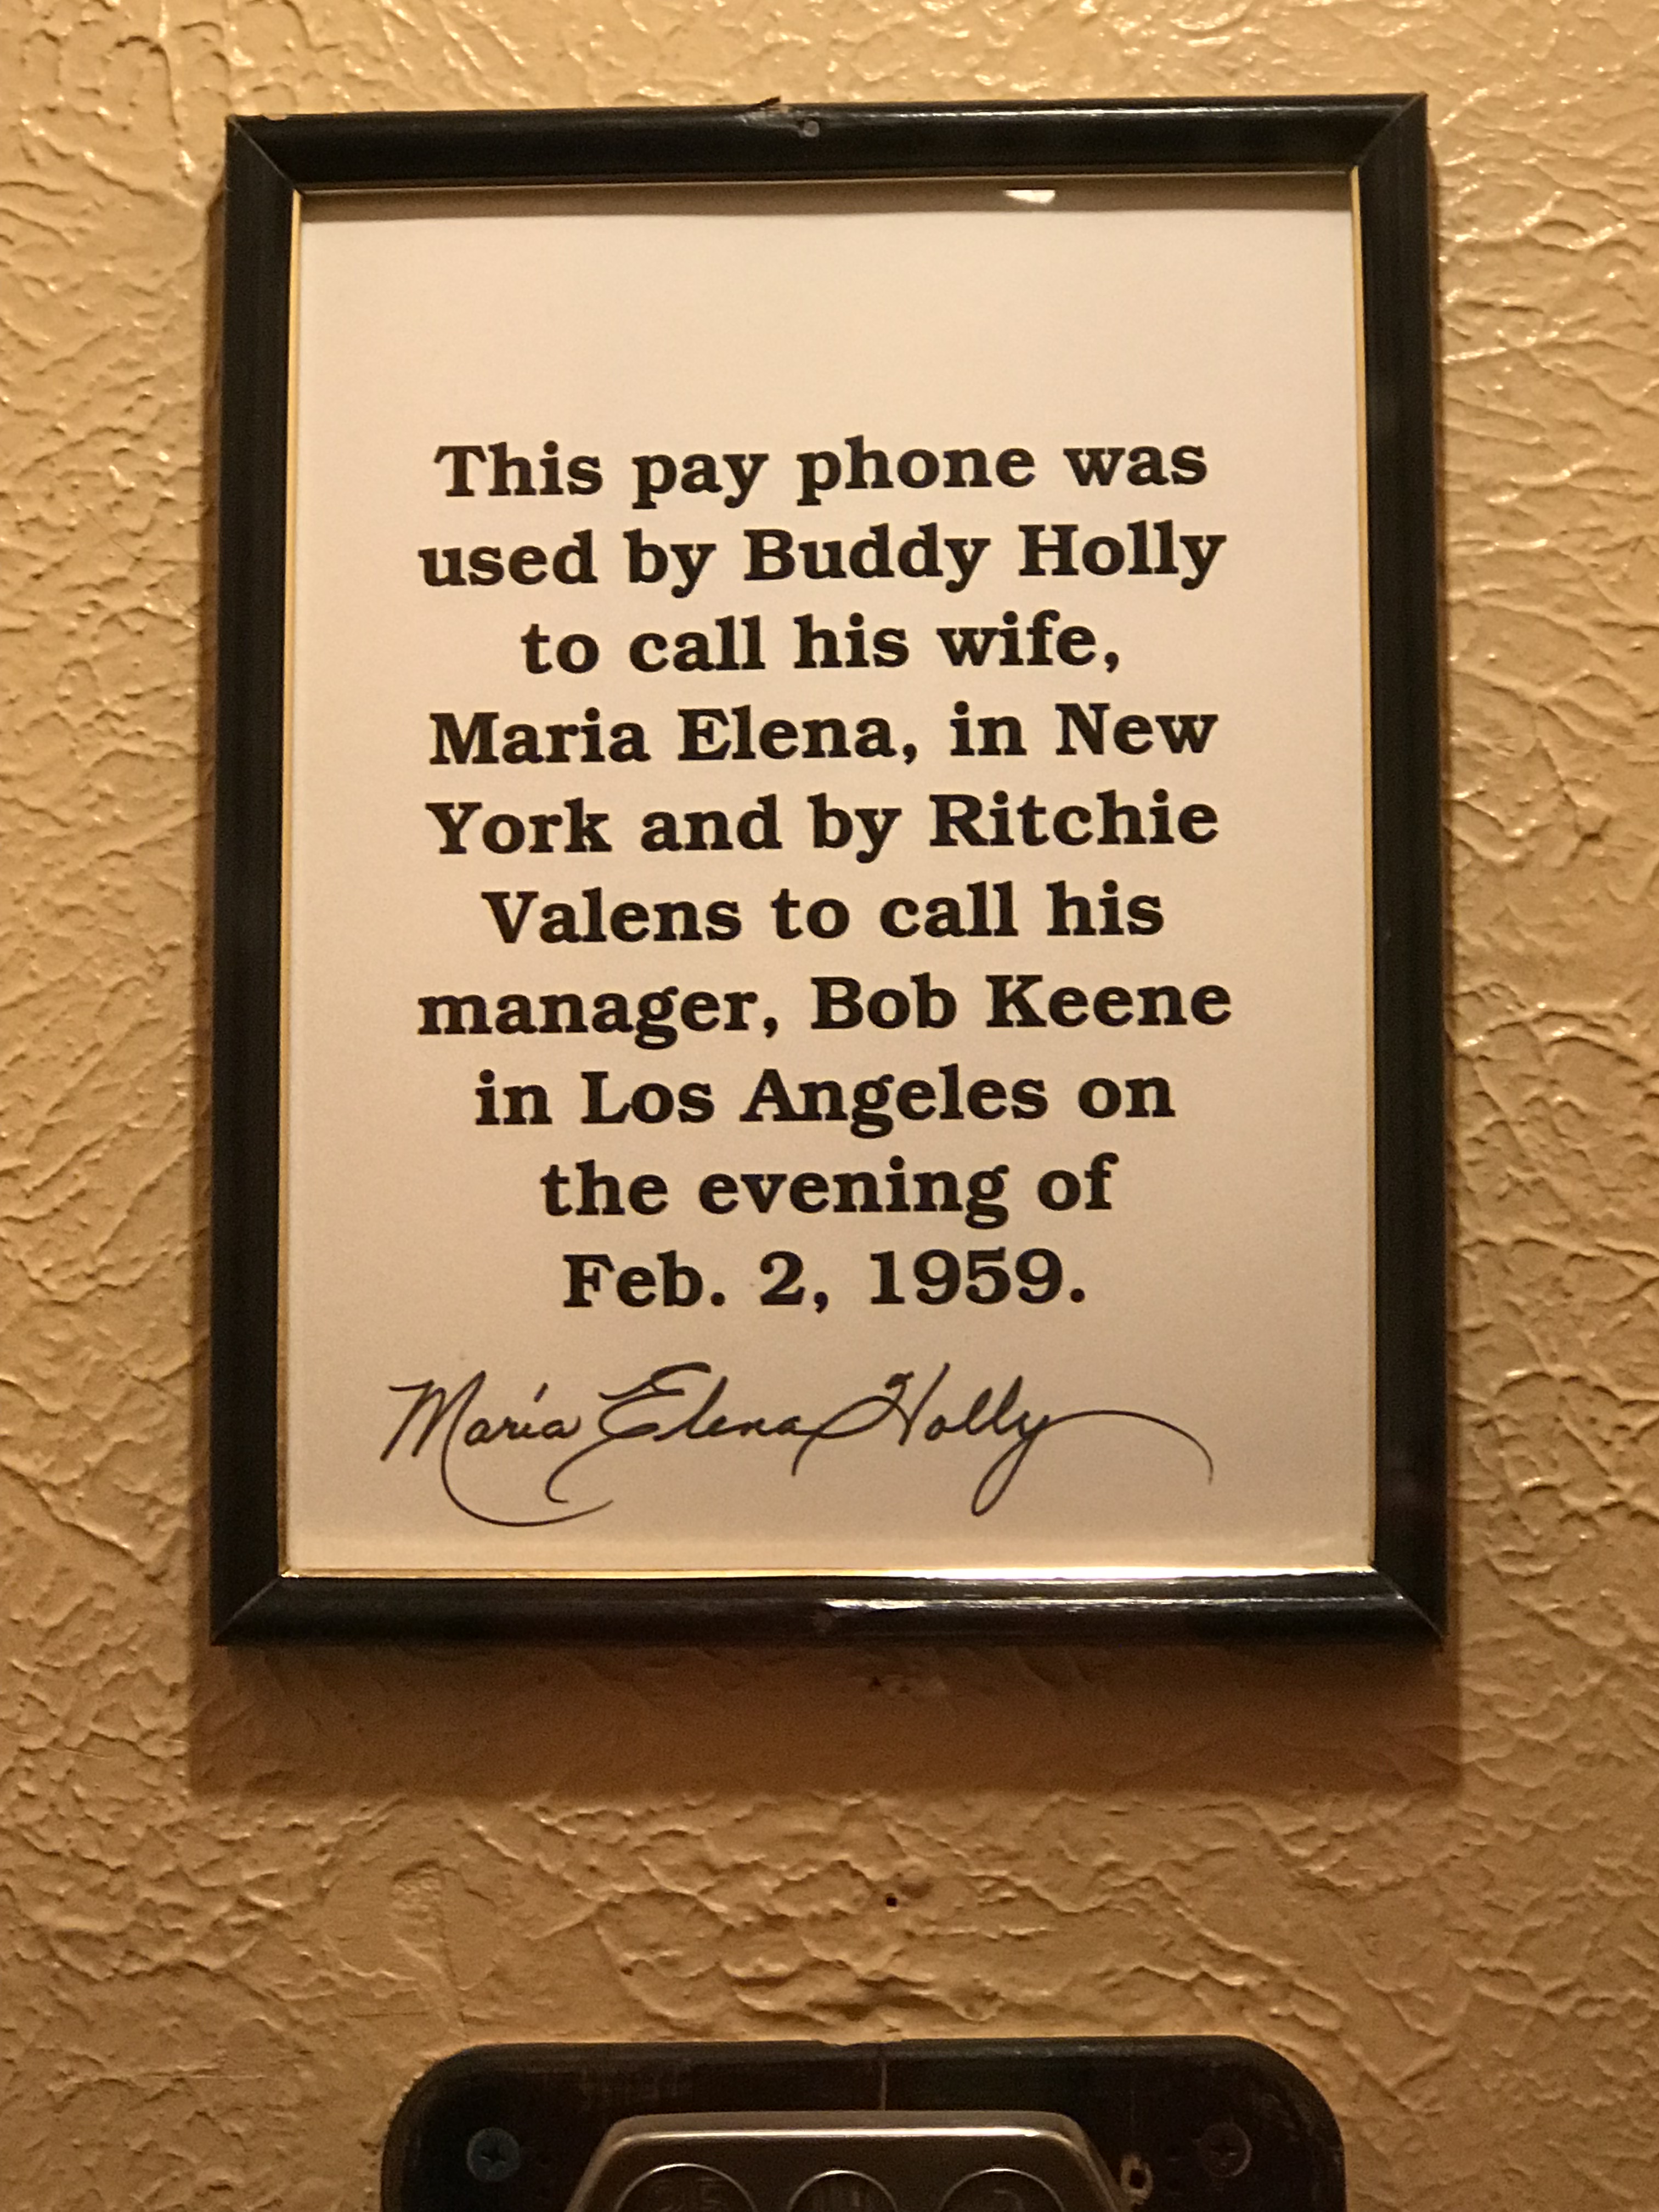 This pay phone was
used by Buddy Holly
to call his wife,
Maria Elena, in New
York and by Ritchie
Valens to call his
manager, Bob Keene
in Los Angeles on
the evening of
Feb. 2, 1959.
María Elena Holly